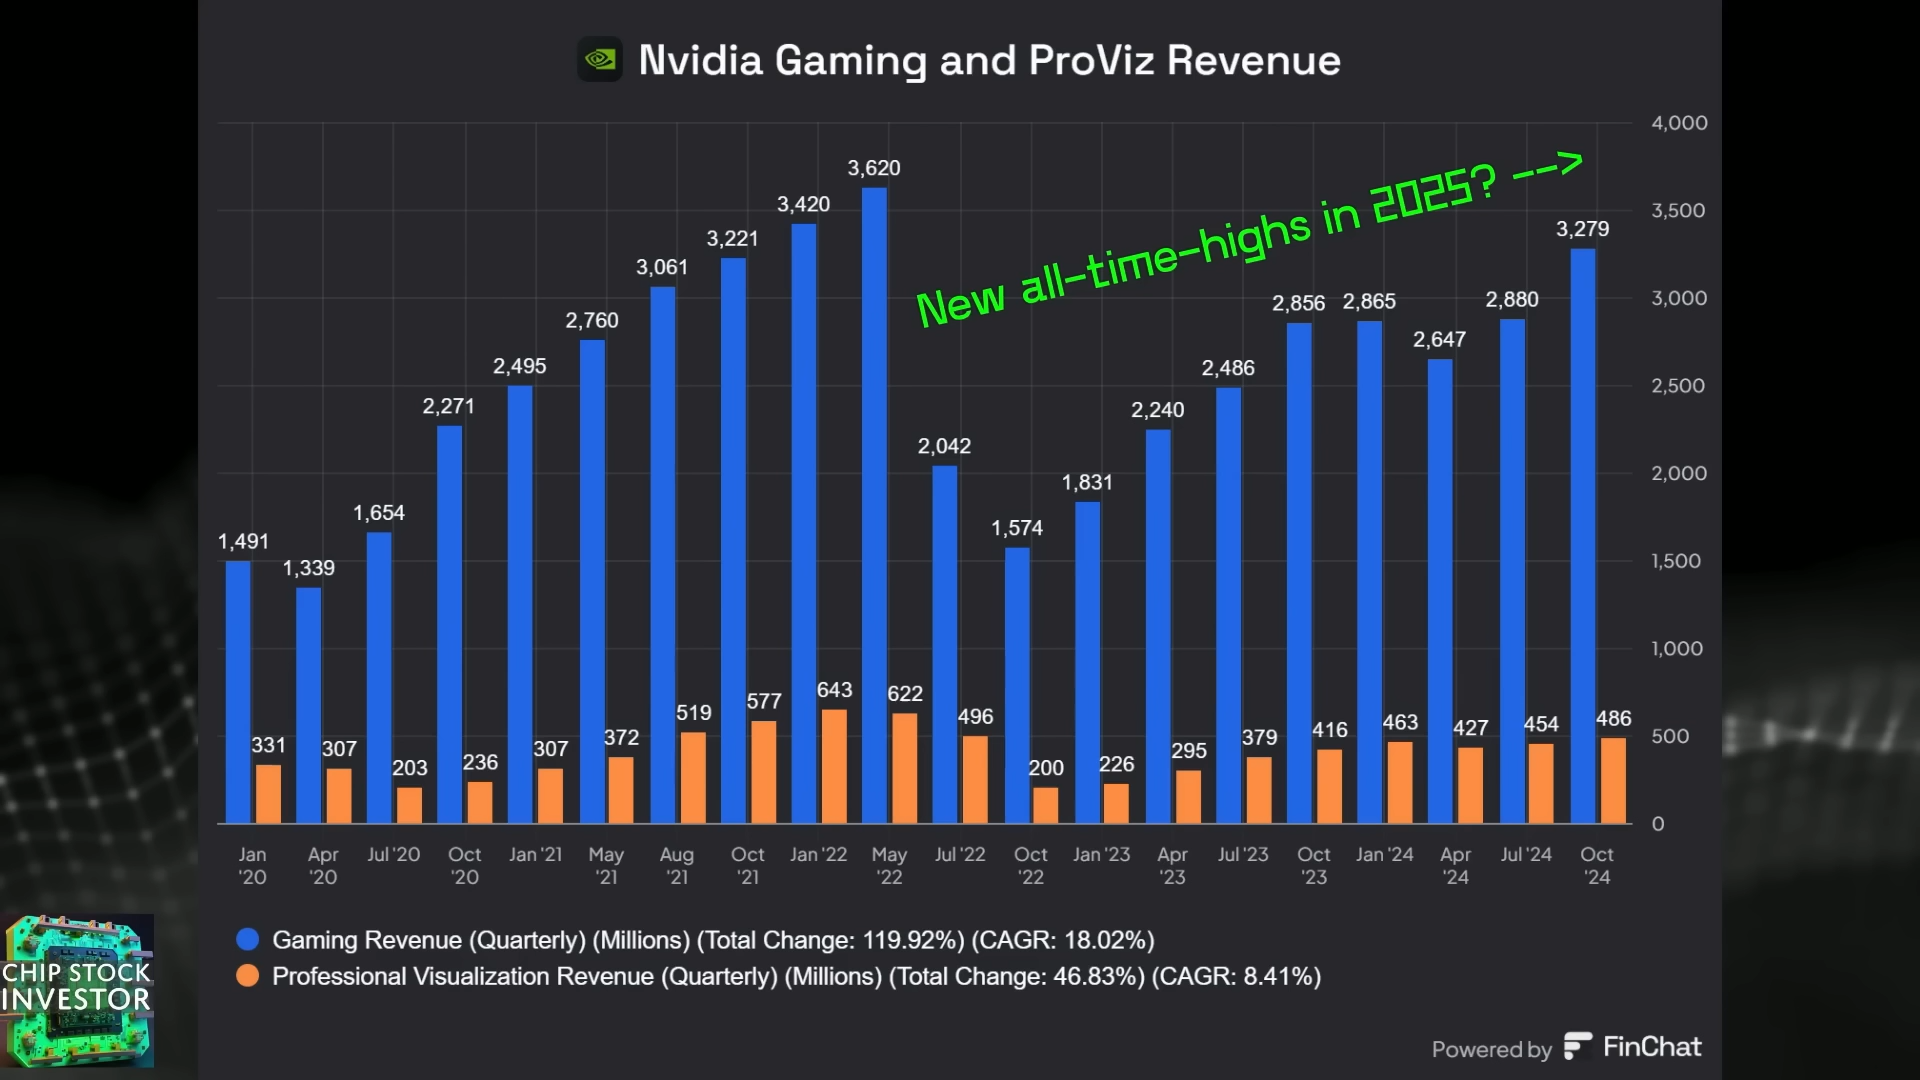 Nvidia Gaming and ProViz Revenue
4,000
3,500
3,000
2,500
2,000
1,500
1,000
500
0
New all-time-highs in 2025? -->
1,491
1,339
1,654
2,271
2,495
2,760
3,061
3,221
3,420
3,620
2,042
1,574
1,831
2,240
2,486
2,856
2,865
2,647
2,880
3,279
331
307
203
236
307
372
519
577
643
622
496
200
226
295
379
416
463
427
454
486
Jan '20
Apr '20
Jul '20
Oct '20
Jan '21
May '21
Aug '21
Oct '21
Jan '22
May '22
Jul '22
Oct '22
Jan '23
Apr '23
Jul '23
Oct '23
Jan '24
Apr '24
Jul '24
Oct '24
Gaming Revenue (Quarterly) (Millions) (Total Change: 119.92%) (CAGR: 18.02%)
Professional Visualization Revenue (Quarterly) (Millions) (Total Change: 46.83%) (CAGR: 8.41%)
CHIP STOCK
INVESTOR
Powered by FinChat